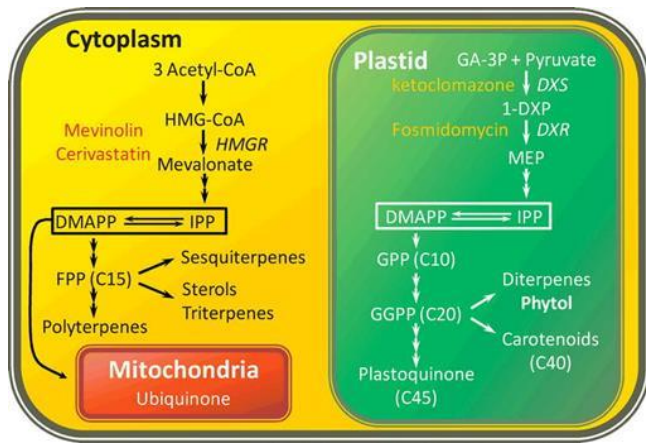 Cytoplasm
3 Acetyl-CoA
HMG-CoA
Mevinolin
Cerivastatin
HMGR
Mevalonate
DMAPP IPP
FPP (C15)
Sesquiterpenes
Sterols
Triterpenes
Polyterpenes
Mitochondria
Ubiquinone
Plastid
GA-3P + Pyruvate
ketoclomazone
DXS
1-DXP
Fosmidomycin
DXR
MEP
DMAPP IPP
GPP (C10)
GGPP (C20)
Diterpenes
Phytol
Carotenoids
(C40)
Plastoquinone
(C45)